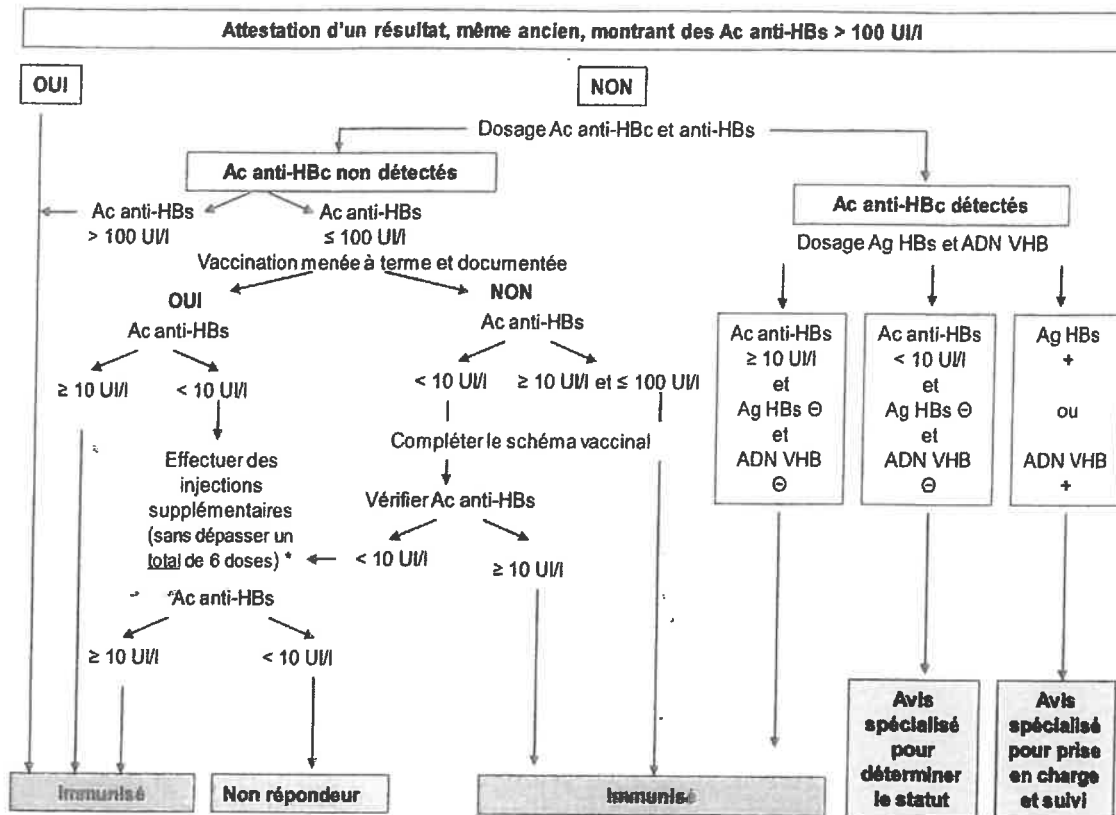 Attestation d'un résultat, même ancien, montrant des Ac anti-HBs > 100 UI/l
OUI
NON
Dosage Ac anti-HBc et anti-HBs
Ac anti-HBc non détectés
Ac anti-HBs
> 100 UI/l
Ac anti-HBs
≤ 100 UI/l
Vaccination menée à terme et documentée
OUI
Ac anti-HBs
≥ 10 UI/l
< 10 UI/l
Effectuer des
injections
supplémentaires
(sans dépasser un
total de 6 doses) *
Ac anti-HBs
≥ 10 UI/l
< 10 UI/l
NON
Ac anti-HBs
< 10 UI/l
≥ 10 UI/l et ≤ 100 UI/l
Compléter le schéma vaccinal
Vérifier Ac anti-HBs
< 10 UI/l
≥ 10 UI/l
Ac anti-HBc détectés
Dosage Ag HBs et ADN VHB
Ac anti-HBs
≥ 10 UI/l
et
Ag HBs ⊖
et
ADN VHB
⊖
Ac anti-HBs
< 10 UI/l
et
Ag HBs ⊖
et
ADN VHB
⊖
Ag HBs
+
ou
ADN VHB
+
Immunisé
Non répondeur
Immunisé
Avis
spécialisé
pour
déterminer
le statut
Avis
spécialisé
pour prise
en charge
et suivi